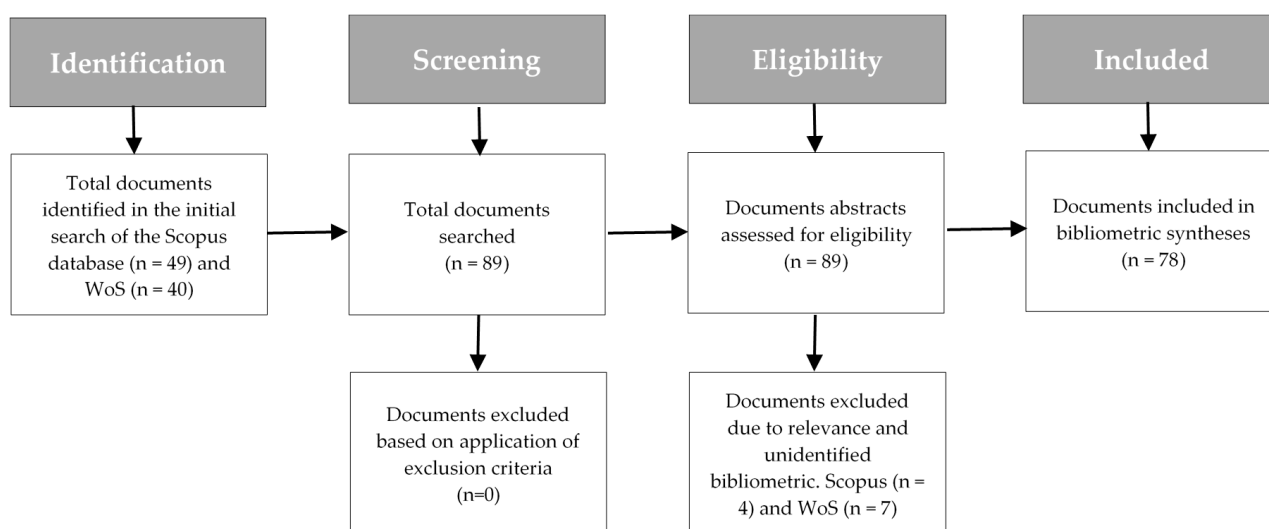 Identification
Screening
Eligibility
Included
Total documents
identified in the initial
search of the Scopus
database (n = 49) and
WoS (n = 40)
Total documents
searched
(n = 89)
Documents abstracts
assessed for eligibility
(n = 89)
Documents included in
bibliometric syntheses
(n = 78)
Documents excluded
based on application of
exclusion criteria
(n=0)
Documents excluded
due to relevance and
unidentified
bibliometric. Scopus (n =
4) and WoS (n = 7)